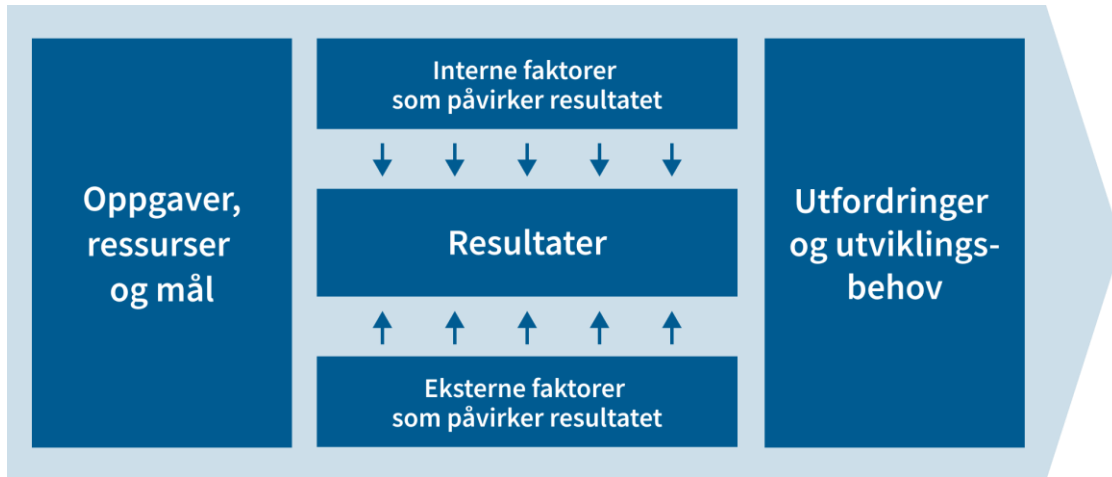 Oppgaver,
ressurser
og mål
Interne faktorer
som påvirker resultatet
Resultater
Eksterne faktorer
som påvirker resultatet
Utfordringer
og utviklings-
behov